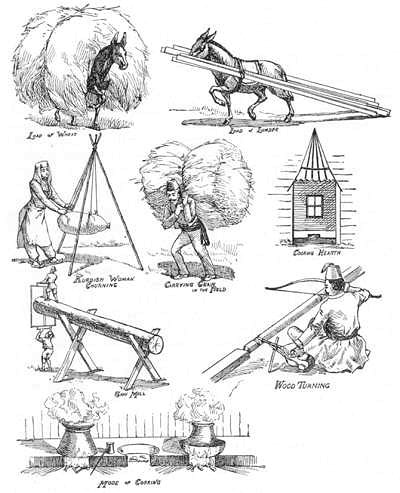 LOAD OF WHEAT
LOAD OF LUMBER
KURDISH WOMAN
CHURNING
CARRYING GRAIN
IN THE FIELD
COOKING HEARTH
SAW MILL
WOOD TURNING
MODE OF COOKING